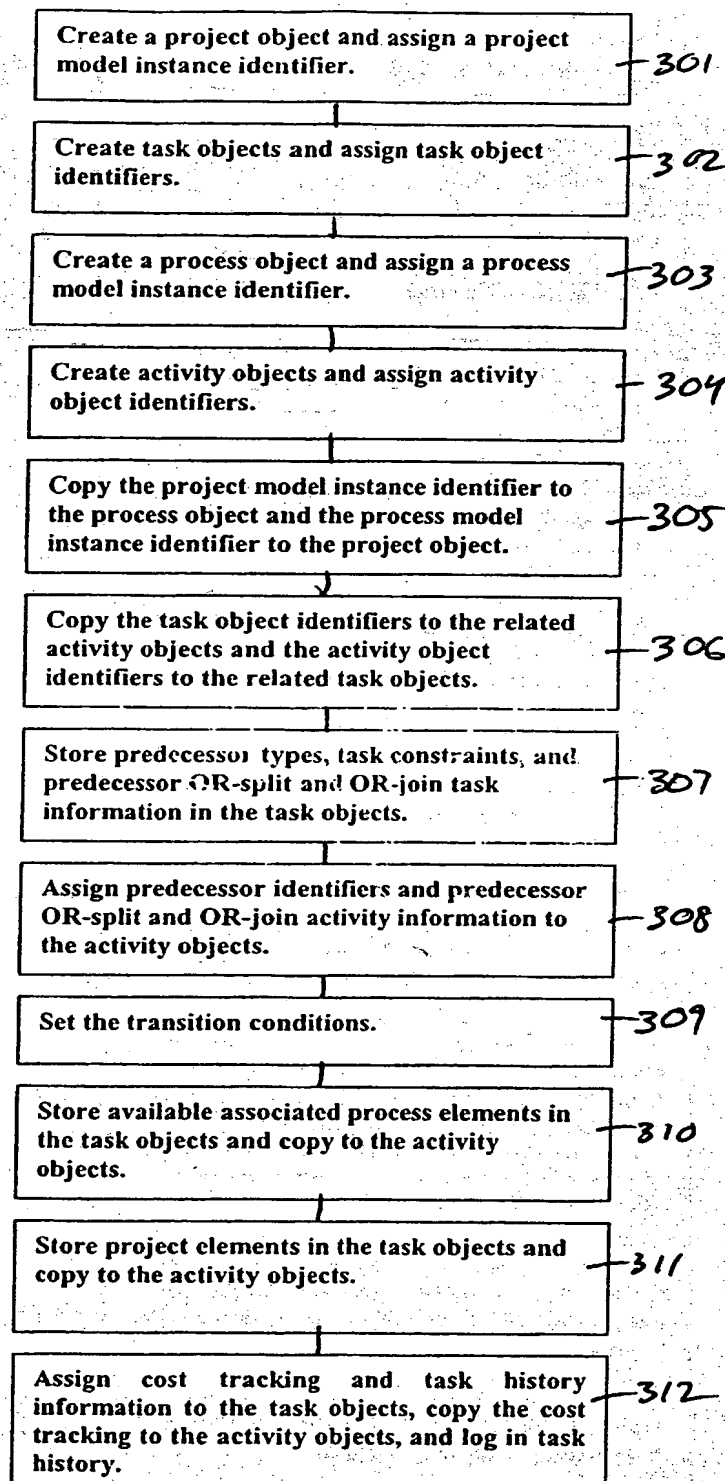 Create a project object and assign a project
model instance identifier.
301
Create task objects and assign task object
identifiers.
302
Create a process object and assign a process
model instance identifier.
303
Create activity objects and assign activity
object identifiers.
304
Copy the project model instance identifier to
the process object and the process model
instance identifier to the project object.
305
Copy the task object identifiers to the related
activity objects and the activity object
identifiers to the related task objects.
306
Store predecessor types, task constraints, and
predecessor OR-split and OR-join task
information in the task objects.
307
Assign predecessor identifiers and predecessor
OR-split and OR-join activity information to
the activity objects.
308
Set the transition conditions.
309
Store available associated process elements in
the task objects and copy to the activity
objects.
310
Store project elements in the task objects and
copy to the activity objects.
311
Assign cost tracking and task history
information to the task objects, copy the cost
tracking to the activity objects, and log in task
history.
312